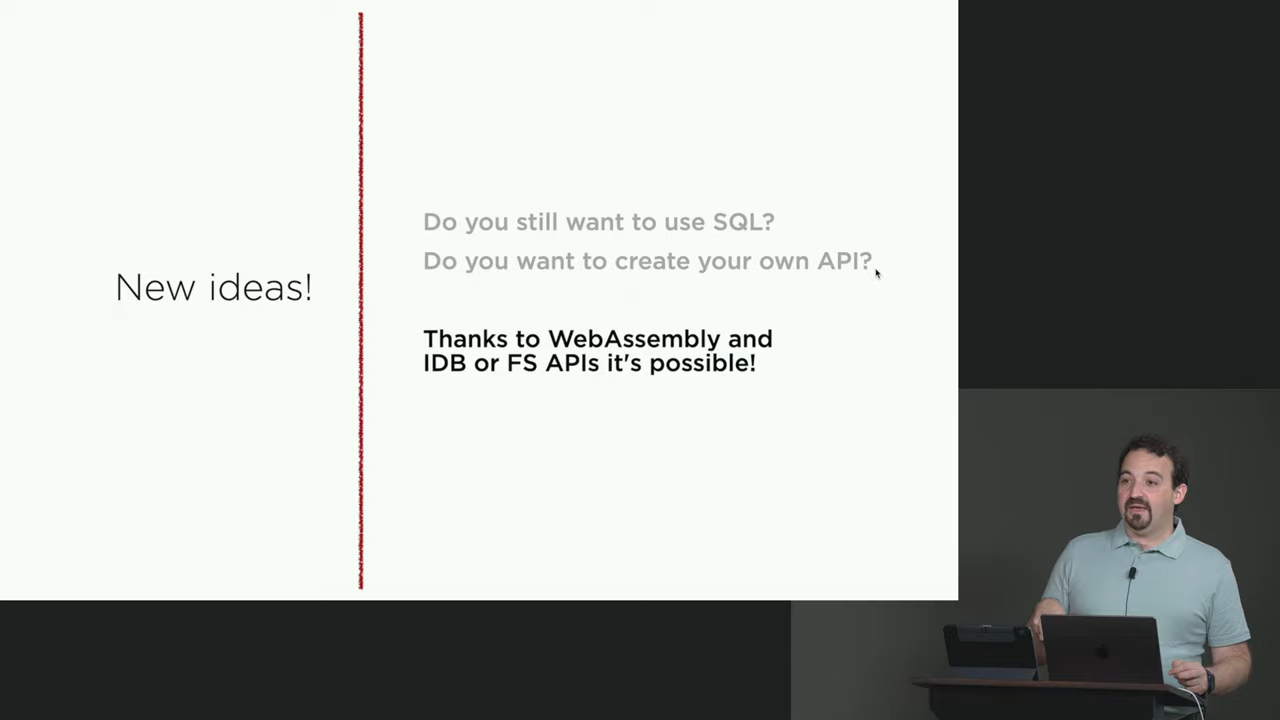 New ideas!
Do you still want to use SQL?
Do you want to create your own API?
Thanks to WebAssembly and
IDB or FS APIs it's possible!